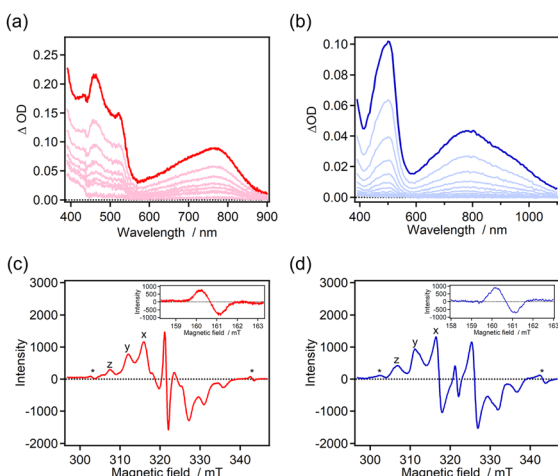 (a)
0.25
0.20
0.15
0.10
0.05
0.00
Δ OD
400 500 600 700 800 900
Wavelength / nm
(b)
0.10
0.08
0.06
0.04
0.02
0.00
ΔOD
400 600 800 1000
Wavelength / nm
(c)
3000
2000
1000
0
-1000
-2000
Intensity
* z y x *
1000
500
0
-500
-1000
Intensity
159 160 161 162 163
Magnetic field / mT
300 310 320 330 340
Magnetic field / mT
(d)
3000
2000
1000
0
-1000
-2000
Intensity
* z y x *
1000
500
0
-500
-1000
Intensity
158 159 160 161 162 163
Magnetic field / mT
300 310 320 330 340
Magnetic field / mT